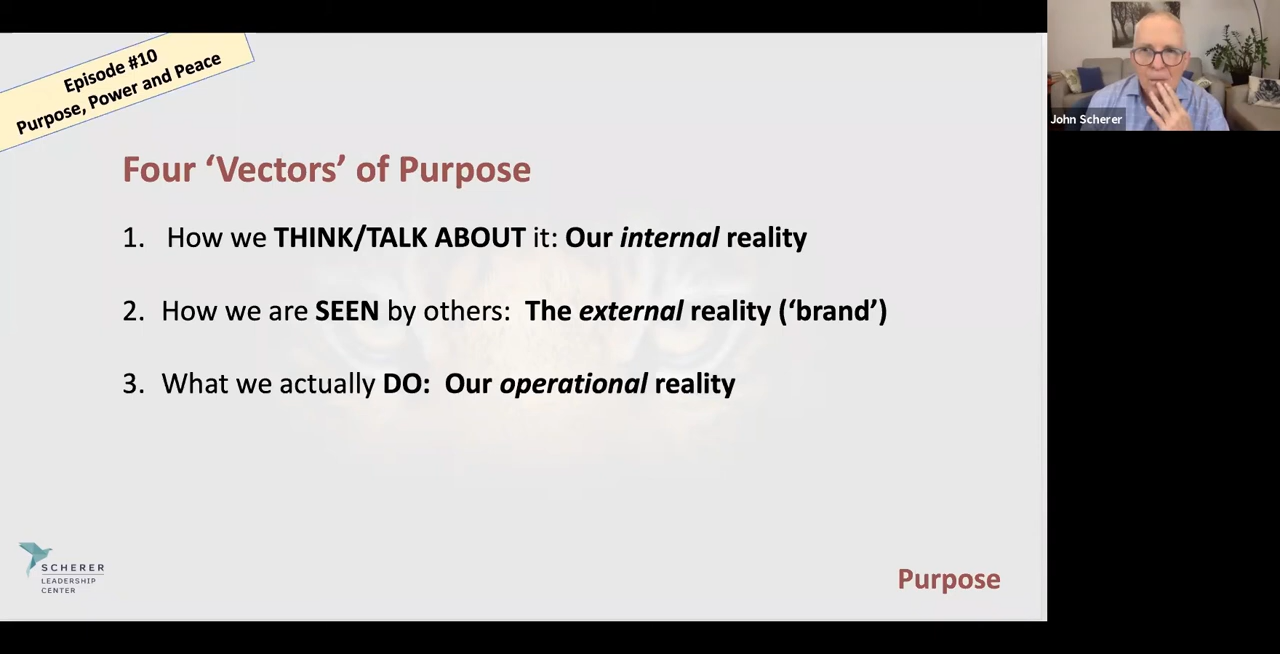 Episode #10
Purpose, Power and Peace
Four ‘Vectors’ of Purpose
1. How we THINK/TALK ABOUT it: Our internal reality
2. How we are SEEN by others: The external reality (‘brand’)
3. What we actually DO: Our operational reality
SCHERER
LEADERSHIP
CENTER
Purpose
John Scherer